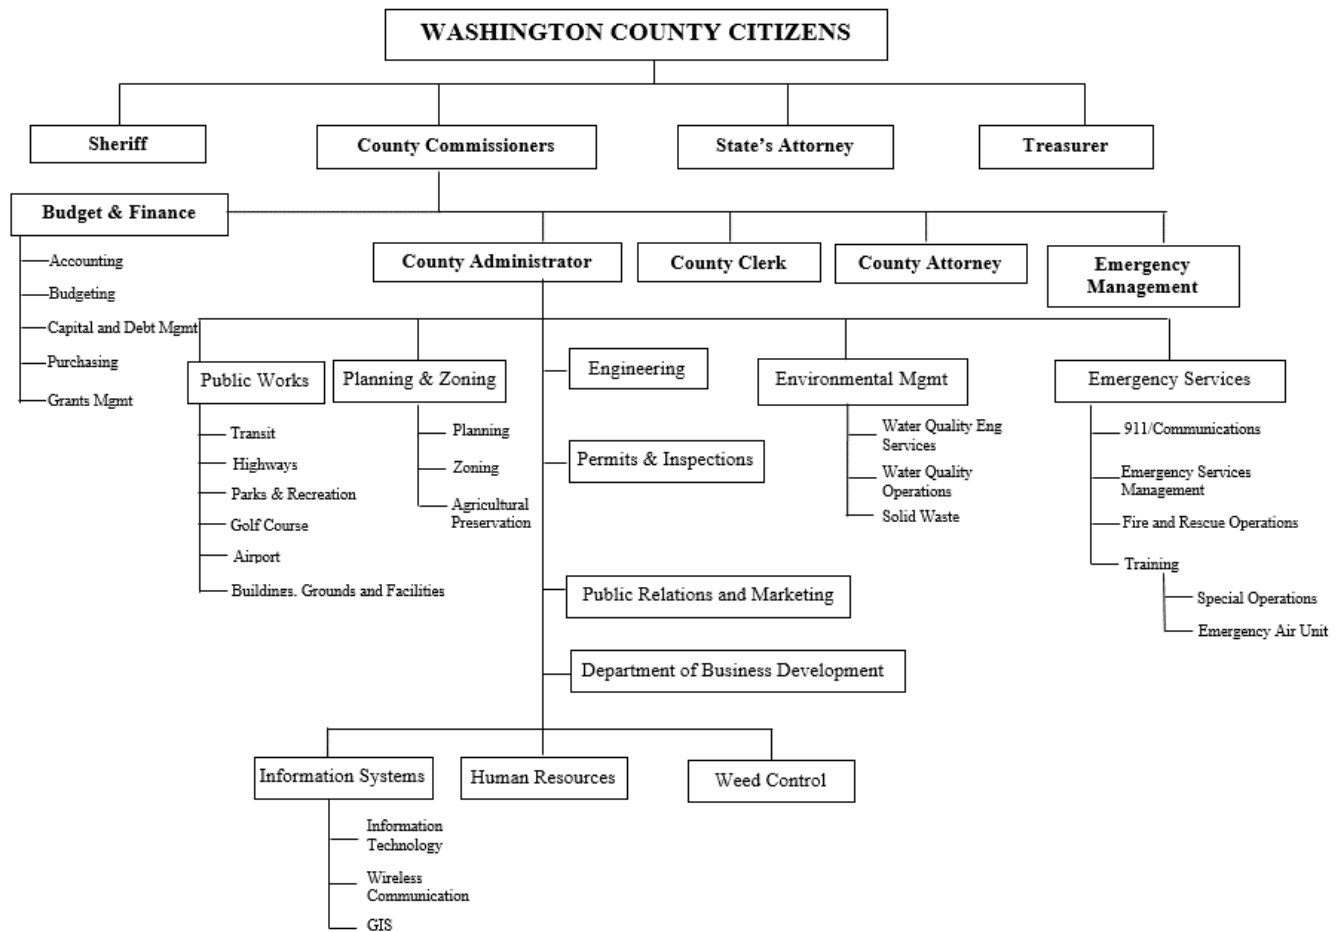 WASHINGTON COUNTY CITIZENS
Sheriff
County Commissioners
State's Attorney
Treasurer
Budget & Finance
Accounting
Budgeting
Capital and Debt Mgmt
Purchasing
Grants Mgmt
County Administrator
County Clerk
County Attorney
Emergency
Management
Public Works
Transit
Highways
Parks & Recreation
Golf Course
Airport
Buildings, Grounds and Facilities
Planning & Zoning
Planning
Zoning
Agricultural
Preservation
Engineering
Permits & Inspections
Public Relations and Marketing
Department of Business Development
Environmental Mgmt
Water Quality Eng
Services
Water Quality
Operations
Solid Waste
Emergency Services
911/Communications
Emergency Services
Management
Fire and Rescue Operations
Training
Special Operations
Emergency Air Unit
Information Systems
Information
Technology
Wireless
Communication
GIS
Human Resources
Weed Control